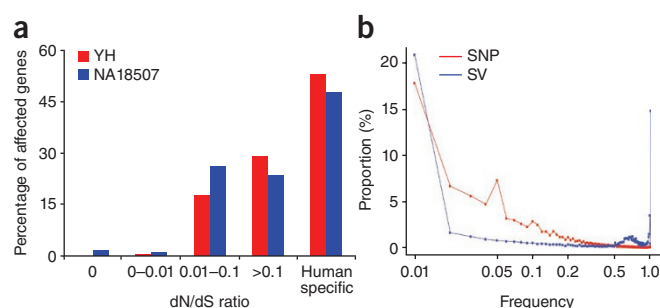 a
Percentage of affected genes
60
45
30
15
0
YH
NA18507
0
0–0.01
0.01–0.1
>0.1
Human specific
dN/dS ratio
b
Proportion (%)
20
15
10
5
0
SNP
SV
0.01
0.05
0.1
0.2
0.5
1.0
Frequency